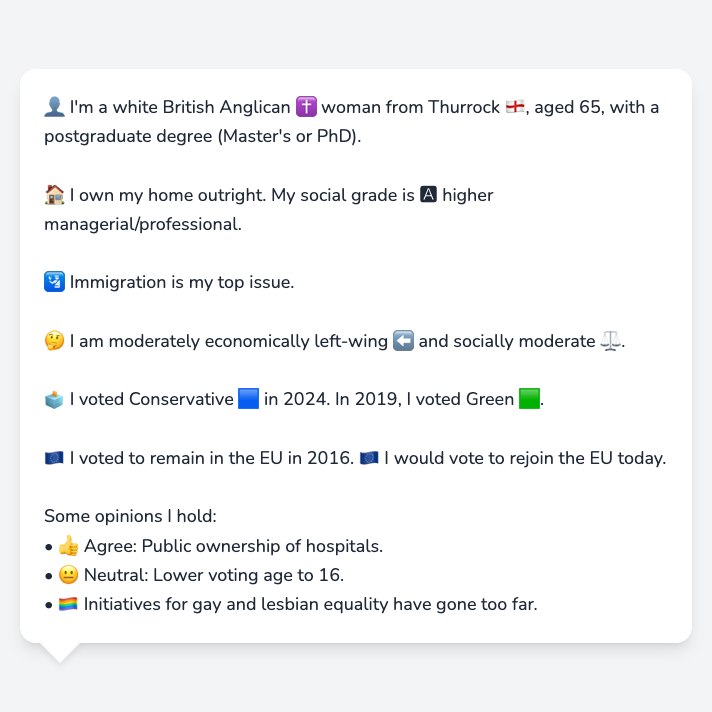 👤 I'm a white British Anglican ✝️ woman from Thurrock 🏴󠁧󠁢󠁥󠁮󠁧󠁿, aged 65, with a
postgraduate degree (Master's or PhD).
🏠 I own my home outright. My social grade is 🅰 higher
managerial/professional.
🛂 Immigration is my top issue.
🤔 I am moderately economically left-wing ⬅️ and socially moderate ⚖️.
🗳️ I voted Conservative 🟦 in 2024. In 2019, I voted Green 🟩.
🇪🇺 I voted to remain in the EU in 2016. 🇪🇺 I would vote to rejoin the EU today.
Some opinions I hold:
• 👍 Agree: Public ownership of hospitals.
• 😐 Neutral: Lower voting age to 16.
• 🏳️‍🌈 Initiatives for gay and lesbian equality have gone too far.